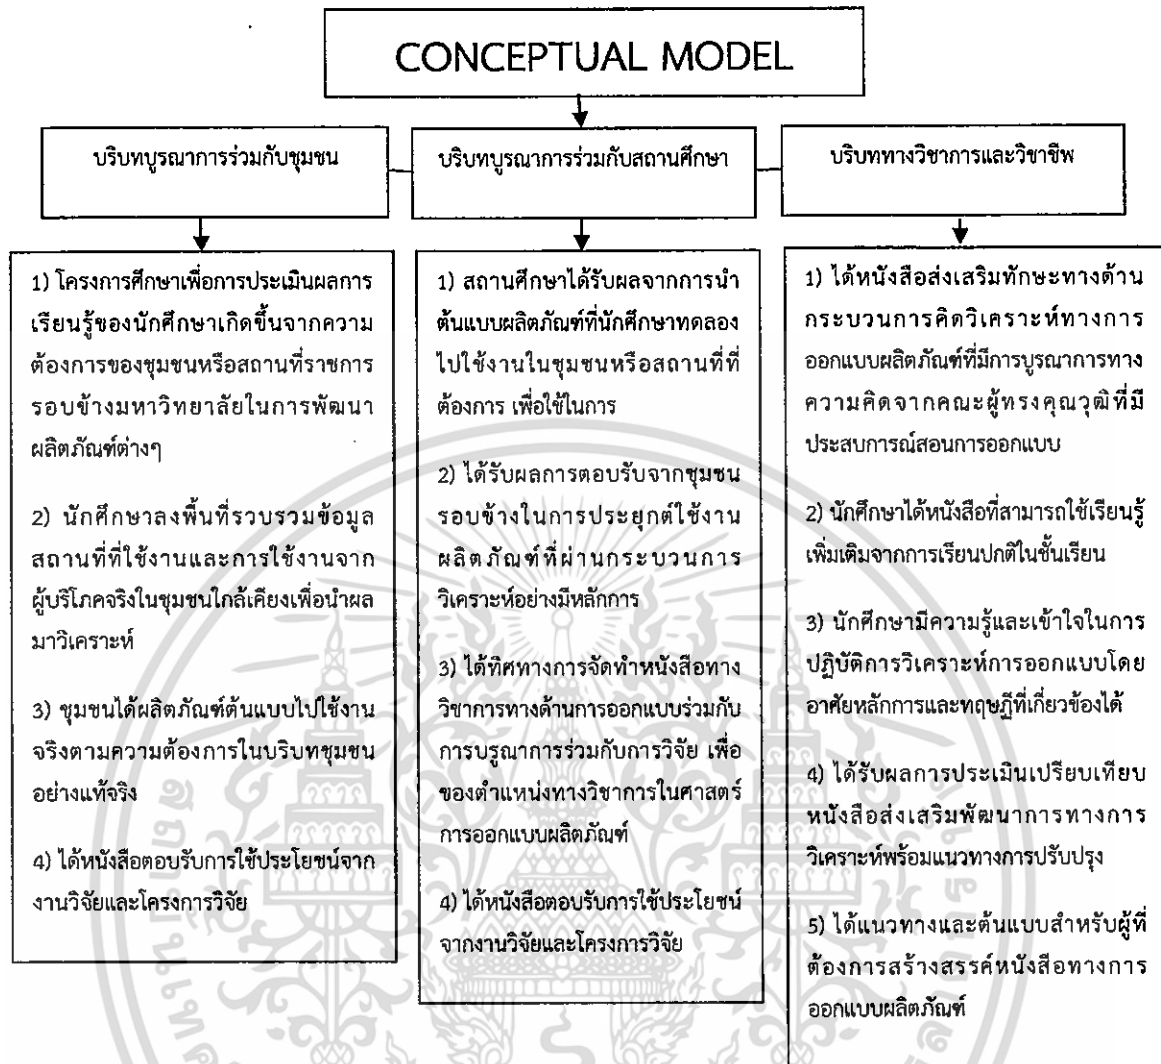 CONCEPTUAL MODEL
บริบทบูรณาการร่วมกับชุมชน
บริบทบูรณาการร่วมกับสถานศึกษา
บริบททางวิชาการและวิชาชีพ
1) โครงการศึกษาเพื่อการประเมินผลการ
เรียนรู้ของนักศึกษาเกิดขึ้นจากความ
ต้องการของชุมชนหรือสถานที่ราชการ
รอบข้างมหาวิทยาลัยในการพัฒนา
ผลิตภัณฑ์ต่างๆ
2) นักศึกษาลงพื้นที่รวบรวมข้อมูล
สถานที่ที่ใช้งานและการใช้งานจาก
ผู้บริโภคจริงในชุมชนใกล้เคียงเพื่อนำผล
มาวิเคราะห์
3) ชุมชนได้ผลิตภัณฑ์ต้นแบบไปใช้งาน
จริงตามความต้องการในบริบทชุมชน
อย่างแท้จริง
4) ได้หนังสือตอบรับการใช้ประโยชน์จาก
งานวิจัยและโครงการวิจัย
1) สถานศึกษาได้รับผลจากการนำ
ต้นแบบผลิตภัณฑ์ที่นักศึกษาทดลอง
ไปใช้งานในชุมชนหรือสถานที่ที่
ต้องการ เพื่อใช้ในการ
2) ได้รับผลการตอบรับจากชุมชน
รอบข้างในการประยุกต์ใช้งาน
ผลิตภัณฑ์ที่ผ่านกระบวนการ
วิเคราะห์อย่างมีหลักการ
3) ได้ทิศทางการจัดทำหนังสือทาง
วิชาการทางด้านการออกแบบร่วมกับ
การบูรณาการร่วมกับการวิจัย เพื่อ
ของตำแหน่งทางวิชาการในศาสตร์
การออกแบบผลิตภัณฑ์
4) ได้หนังสือตอบรับการใช้ประโยชน์
จากงานวิจัยและโครงการวิจัย
1) ได้หนังสือส่งเสริมทักษะทางด้าน
กระบวนการคิดวิเคราะห์ทางการ
ออกแบบผลิตภัณฑ์ที่มีการบูรณาการทาง
ความคิดจากคณะผู้ทรงคุณวุฒิที่มี
ประสบการณ์สอนการออกแบบ
2) นักศึกษาได้หนังสือที่สามารถใช้เรียนรู้
เพิ่มเติมจากการเรียนปกติในชั้นเรียน
3) นักศึกษามีความรู้และเข้าใจในการ
ปฏิบัติการวิเคราะห์การออกแบบโดย
อาศัยหลักการและทฤษฎีที่เกี่ยวข้องได้
4) ได้รับผลการประเมินเปรียบเทียบ
หนังสือส่งเสริมพัฒนาการทางการ
วิเคราะห์พร้อมแนวทางการปรับปรุง
5) ได้แนวทางและต้นแบบสำหรับผู้ที่
ต้องการสร้างสรรค์หนังสือทางการ
ออกแบบผลิตภัณฑ์